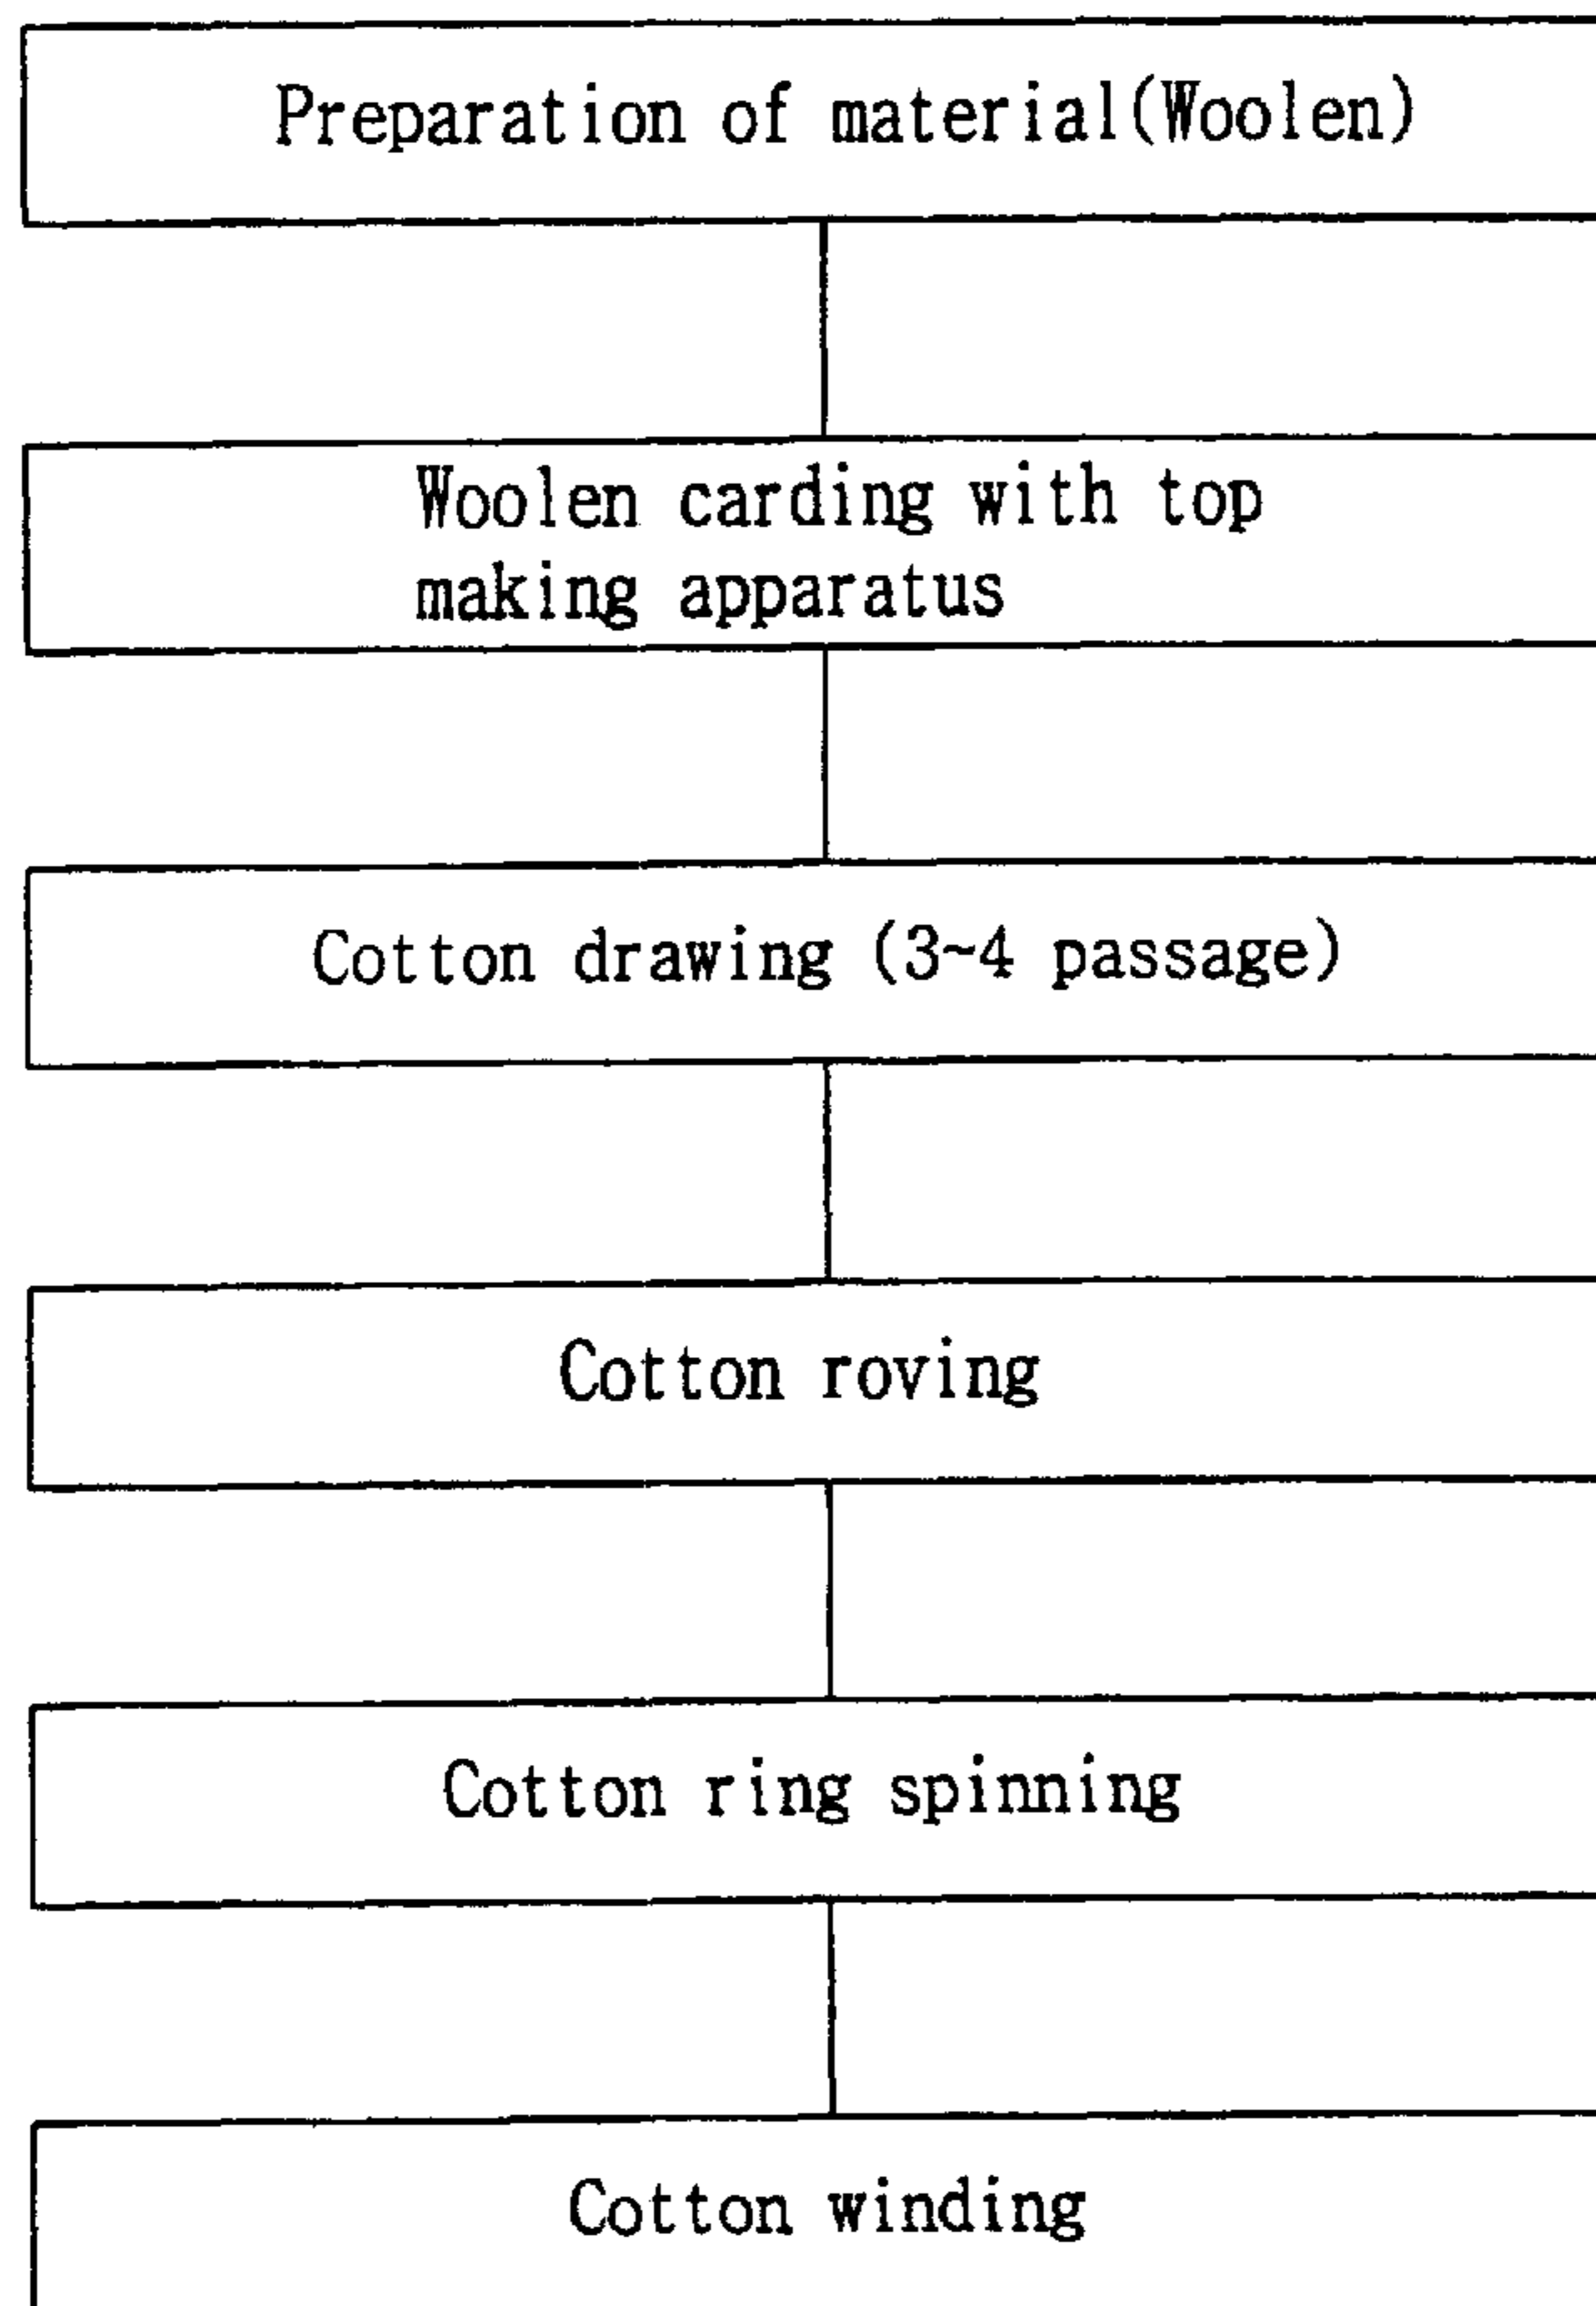 Preparation of material(Woolen)
Woolen carding with top
making apparatus
Cotton drawing (3~4 passage)
Cotton roving
Cotton ring spinning
Cotton winding